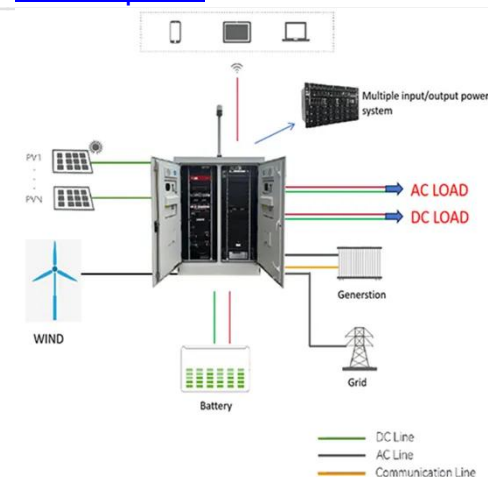 Multiple input/output power
system
PV1
PVN
AC LOAD
DC LOAD
WIND
Generstion
Grid
Battery
DC Line
AC Line
Communication Line